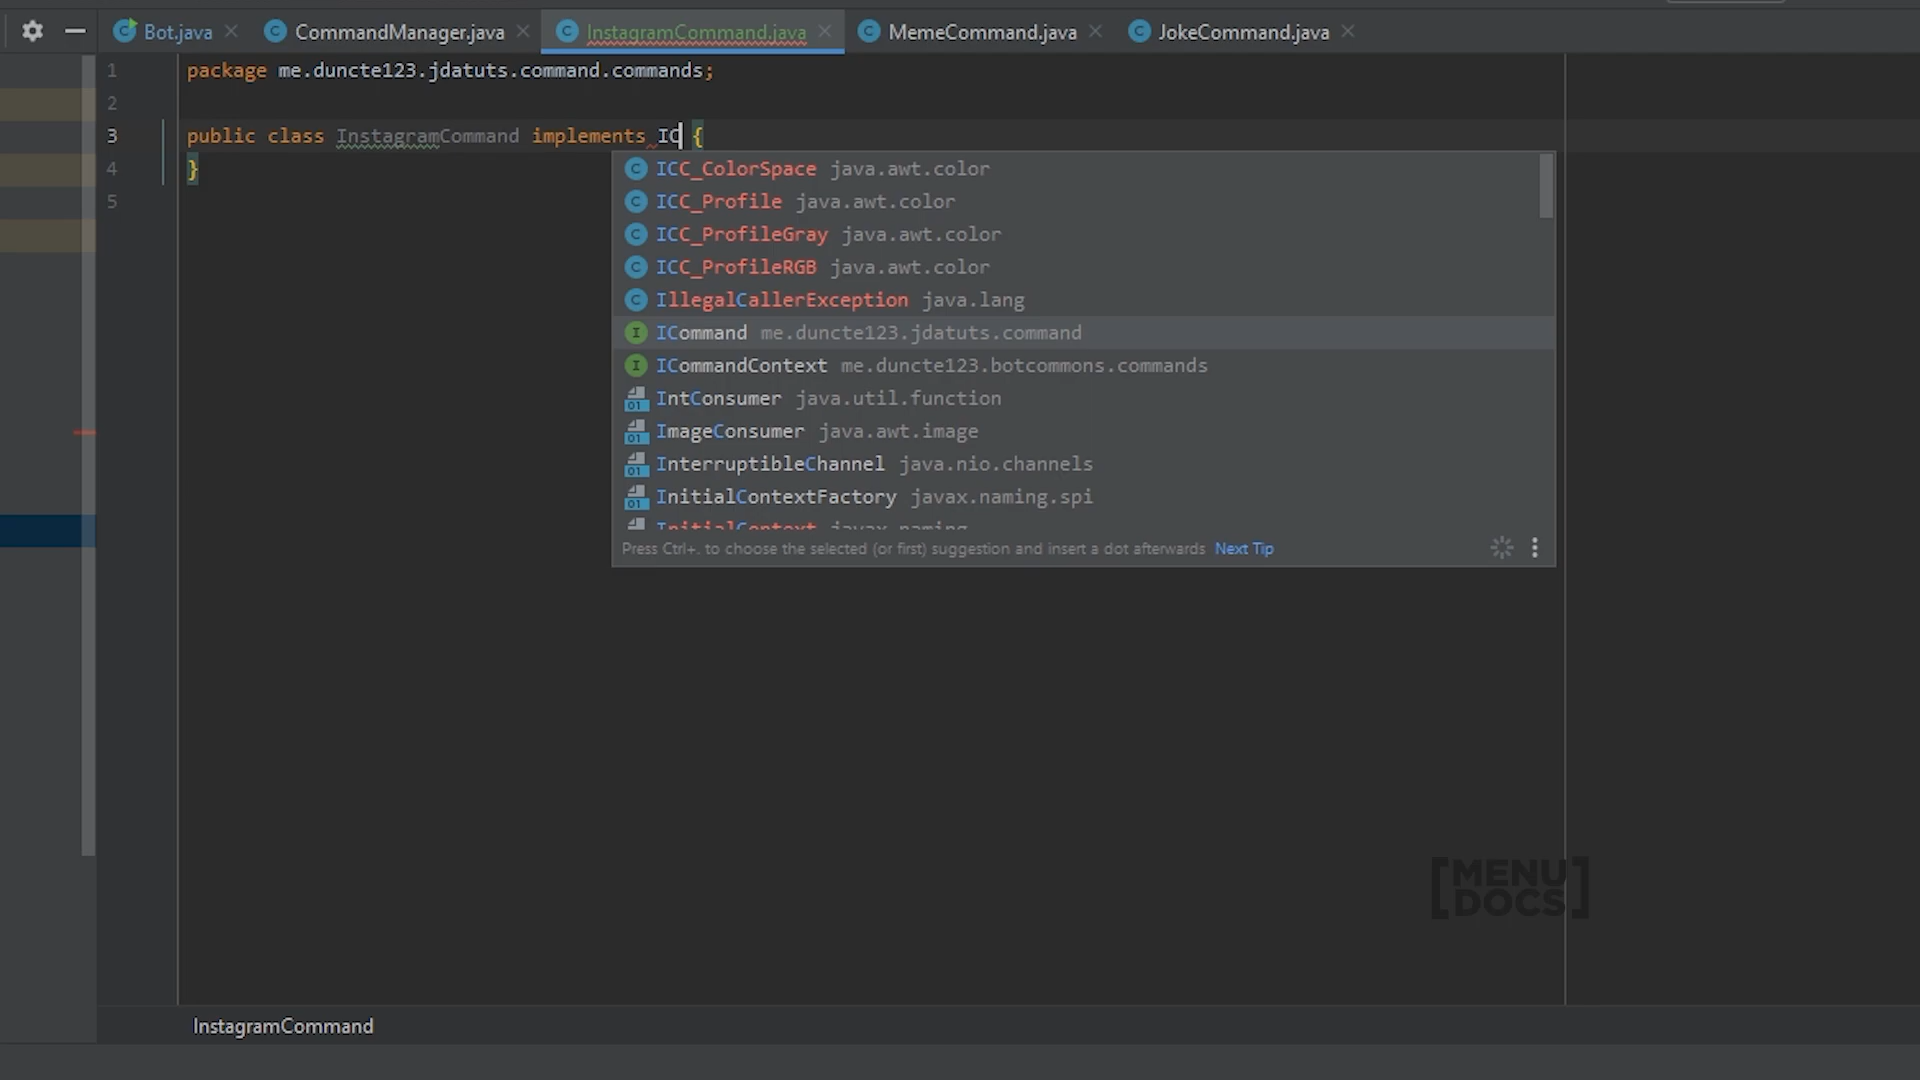 Bot.java CommandManager.java InstagramCommand.java MemeCommand.java JokeCommand.java
1 package me.duncte123.jdatuts.command.commands;
2
3 public class InstagramCommand implements IC {
4 }
5
ICC_ColorSpace java.awt.color
ICC_Profile java.awt.color
ICC_ProfileGray java.awt.color
ICC_ProfileRGB java.awt.color
IllegalCallerException java.lang
ICommand me.duncte123.jdatuts.command
ICommandContext me.duncte123.botcommons.commands
IntConsumer java.util.function
ImageConsumer java.awt.image
InterruptibleChannel java.nio.channels
InitialContextFactory javax.naming.spi
InitialContext javax.naming
Press Ctrl+. to choose the selected (or first) suggestion and insert a dot afterwards Next Tip
[MENU
DOCS]
InstagramCommand